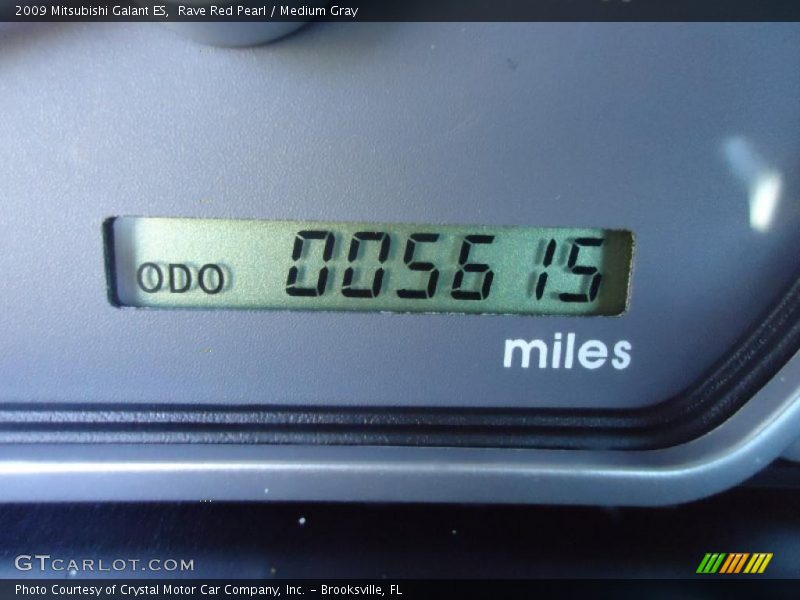 2009 Mitsubishi Galant ES,  Rave Red Pearl / Medium Gray
ODO 005615
miles
GTCARLOT.COM
Photo Courtesy of Crystal Motor Car Company, Inc. – Brooksville, FL